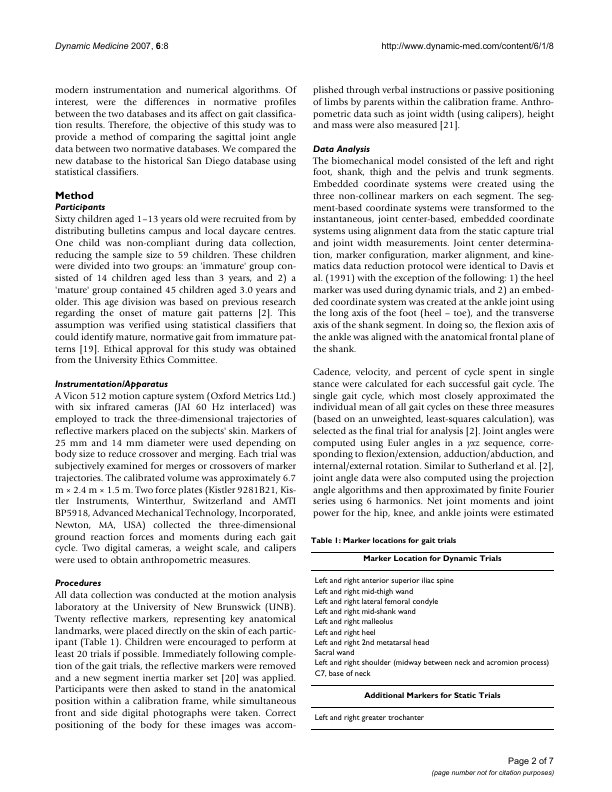 Dynamic Medicine 2007, 6:8
http://www.dynamic-med.com/content/6/1/8
modern instrumentation and numerical algorithms. Of
interest, were the differences in normative profiles
between the two databases and its affect on gait classifica-
tion results. Therefore, the objective of this study was to
provide a method of comparing the sagittal joint angle
data between two normative databases. We compared the
new database to the historical San Diego database using
statistical classifiers.
Method
Participants
Sixty children aged 1–13 years old were recruited from by
distributing bulletins campus and local daycare centres.
One child was non-compliant during data collection,
reducing the sample size to 59 children. These children
were divided into two groups: an 'immature' group con-
sisted of 14 children aged less than 3 years, and 2) a
'mature' group contained 45 children aged 3.0 years and
older. This age division was based on previous research
regarding the onset of mature gait patterns [2]. This
assumption was verified using statistical classifiers that
could identify mature, normative gait from immature pat-
terns [19]. Ethical approval for this study was obtained
from the University Ethics Committee.
Instrumentation/Apparatus
A Vicon 512 motion capture system (Oxford Metrics Ltd.)
with six infrared cameras (JAI 60 Hz interlaced) was
employed to track the three-dimensional trajectories of
reflective markers placed on the subjects' skin. Markers of
25 mm and 14 mm diameter were used depending on
body size to reduce crossover and merging. Each trial was
subjectively examined for merges or crossovers of marker
trajectories. The calibrated volume was approximately 6.7
m × 2.4 m × 1.5 m. Two force plates (Kistler 9281B21, Kis-
tler Instruments, Winterthur, Switzerland and AMTI
BP5918, Advanced Mechanical Technology, Incorporated,
Newton, MA, USA) collected the three-dimensional
ground reaction forces and moments during each gait
cycle. Two digital cameras, a weight scale, and calipers
were used to obtain anthropometric measures.
Procedures
All data collection was conducted at the motion analysis
laboratory at the University of New Brunswick (UNB).
Twenty reflective markers, representing key anatomical
landmarks, were placed directly on the skin of each partic-
ipant (Table 1). Children were encouraged to perform at
least 20 trials if possible. Immediately following comple-
tion of the gait trials, the reflective markers were removed
and a new segment inertia marker set [20] was applied.
Participants were then asked to stand in the anatomical
position within a calibration frame, while simultaneous
front and side digital photographs were taken. Correct
positioning of the body for these images was accom-
plished through verbal instructions or passive positioning
of limbs by parents within the calibration frame. Anthro-
pometric data such as joint width (using calipers), height
and mass were also measured [21].
Data Analysis
The biomechanical model consisted of the left and right
foot, shank, thigh and the pelvis and trunk segments.
Embedded coordinate systems were created using the
three non-collinear markers on each segment. The seg-
ment-based coordinate systems were transformed to the
instantaneous, joint center-based, embedded coordinate
systems using alignment data from the static capture trial
and joint width measurements. Joint center determina-
tion, marker configuration, marker alignment, and kine-
matics data reduction protocol were identical to Davis et
al. (1991) with the exception of the following: 1) the heel
marker was used during dynamic trials, and 2) an embed-
ded coordinate system was created at the ankle joint using
the long axis of the foot (heel – toe), and the transverse
axis of the shank segment. In doing so, the flexion axis of
the ankle was aligned with the anatomical frontal plane of
the shank.
Cadence, velocity, and percent of cycle spent in single
stance were calculated for each successful gait cycle. The
single gait cycle, which most closely approximated the
individual mean of all gait cycles on these three measures
(based on an unweighted, least-squares calculation), was
selected as the final trial for analysis [2]. Joint angles were
computed using Euler angles in a yxz sequence, corre-
sponding to flexion/extension, adduction/abduction, and
internal/external rotation. Similar to Sutherland et al. [2],
joint angle data were also computed using the projection
angle algorithms and then approximated by finite Fourier
series using 6 harmonics. Net joint moments and joint
power for the hip, knee, and ankle joints were estimated
Table 1: Marker locations for gait trials
Marker Location for Dynamic Trials
Left and right anterior superior iliac spine
Left and right mid-thigh wand
Left and right lateral femoral condyle
Left and right mid-shank wand
Left and right malleolus
Left and right heel
Left and right 2nd metatarsal head
Sacral wand
Left and right shoulder (midway between neck and acromion process)
C7, base of neck
Additional Markers for Static Trials
Left and right greater trochanter
Page 2 of 7
(page number not for citation purposes)